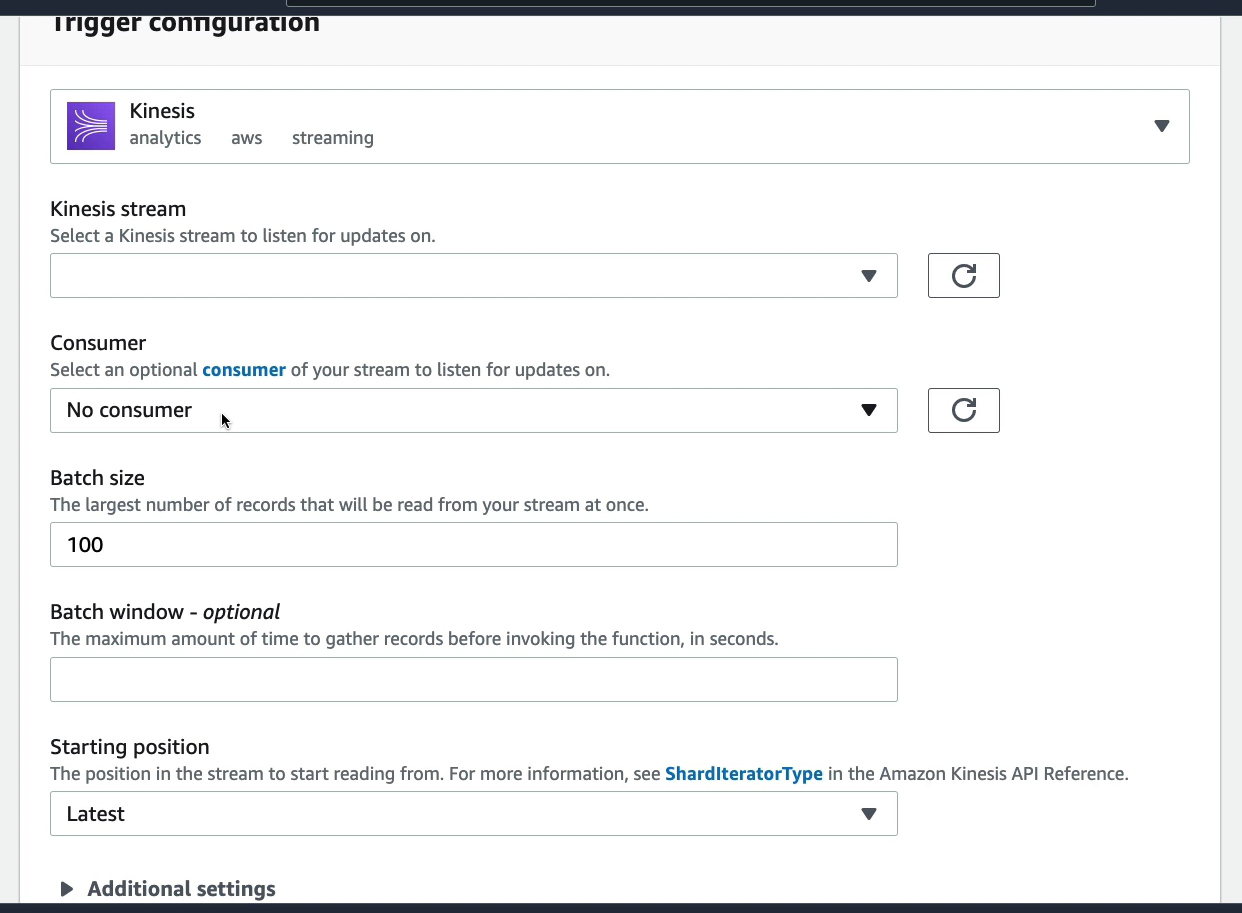 Trigger configuration
Kinesis
analytics aws streaming
Kinesis stream
Select a Kinesis stream to listen for updates on.
Consumer
Select an optional consumer of your stream to listen for updates on.
No consumer
Batch size
The largest number of records that will be read from your stream at once.
100
Batch window - optional
The maximum amount of time to gather records before invoking the function, in seconds.
Starting position
The position in the stream to start reading from. For more information, see ShardIteratorType in the Amazon Kinesis API Reference.
Latest
Additional settings